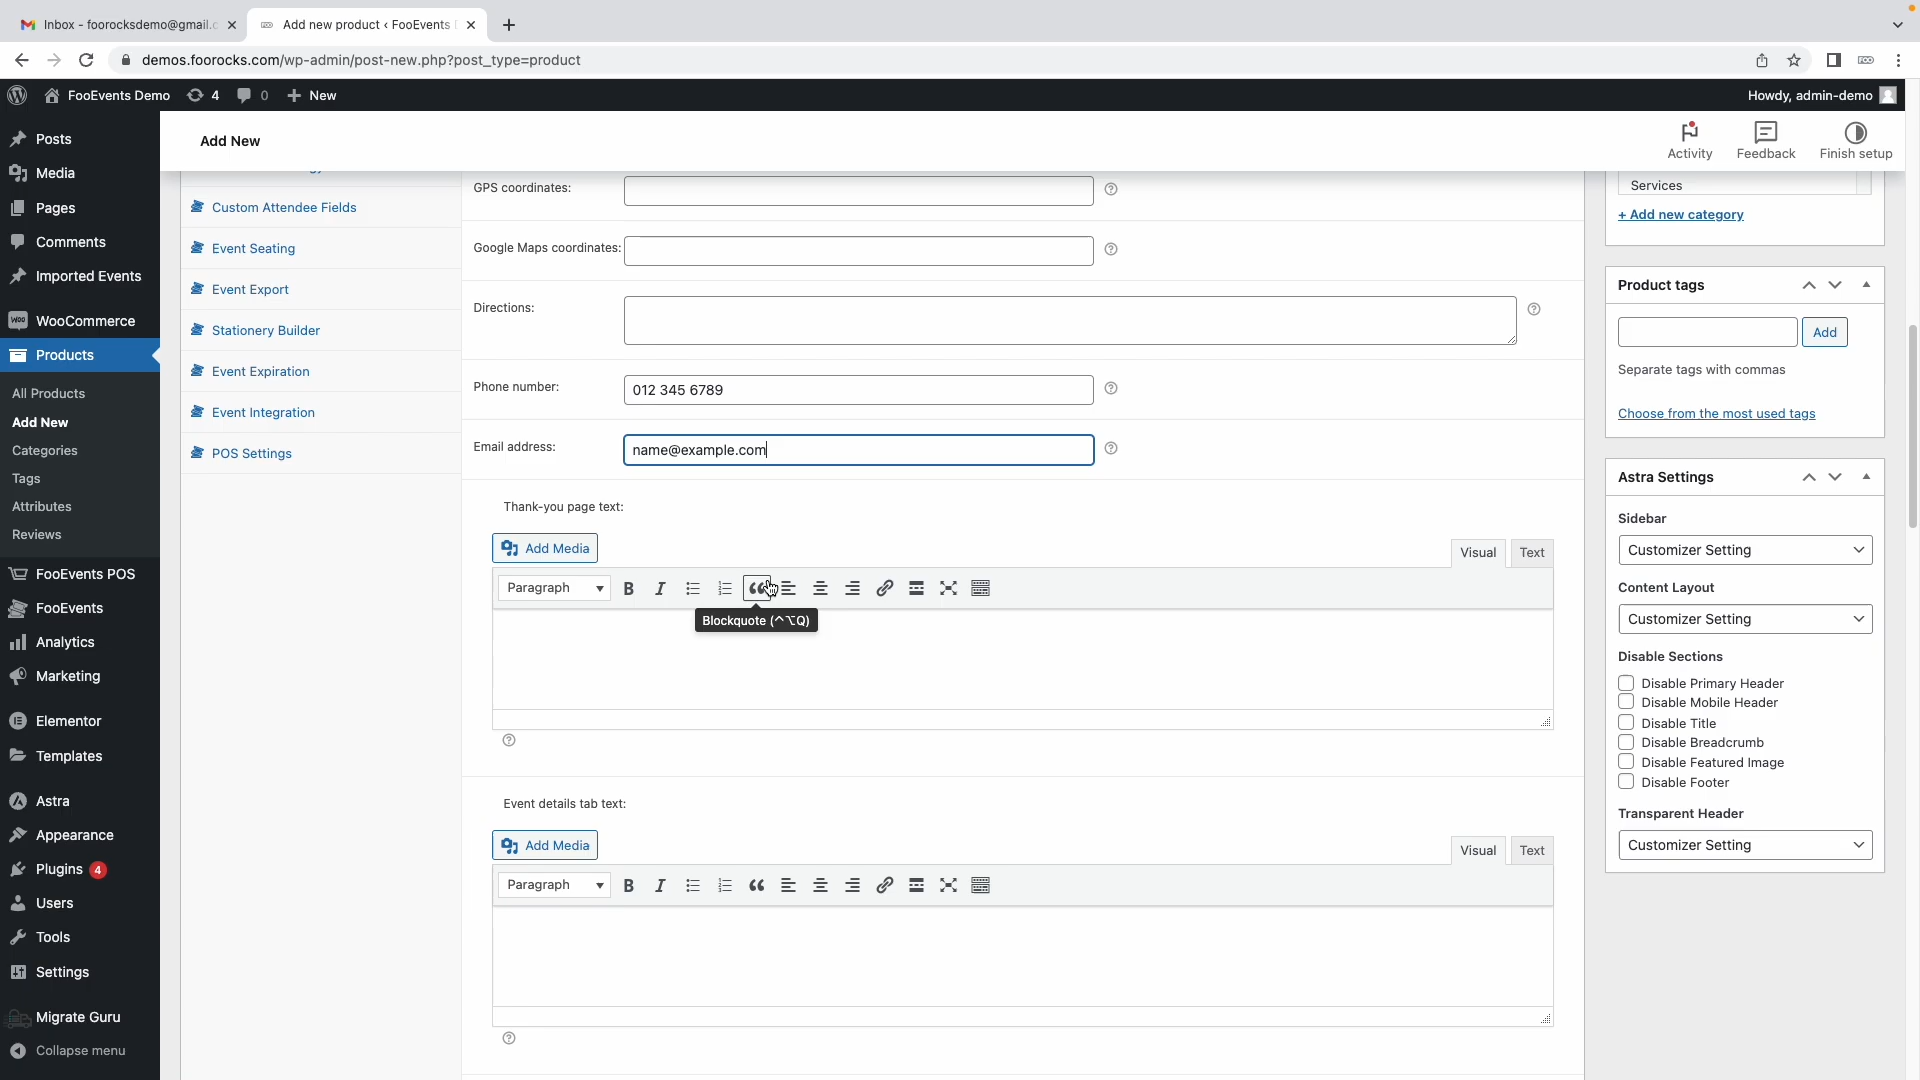 Inbox - foorocksdemo@gmail.c
Add new product ‹ FooEvents
demos.foorocks.com/wp-admin/post-new.php?post_type=product
FooEvents Demo
4
0
New
Howdy, admin-demo
Posts
Media
Pages
Comments
Imported Events
WooCommerce
Products
All Products
Add New
Categories
Tags
Attributes
Reviews
FooEvents POS
FooEvents
Analytics
Marketing
Elementor
Templates
Astra
Appearance
Plugins 4
Users
Tools
Settings
Migrate Guru
Collapse menu
Add New
Activity
Feedback
Finish setup
Custom Attendee Fields
Event Seating
Event Export
Stationery Builder
Event Expiration
Event Integration
POS Settings
GPS coordinates:
Google Maps coordinates:
Directions:
Phone number:
012 345 6789
Email address:
name@example.com
Thank-you page text:
Add Media
Visual
Text
Paragraph
Blockquote (^⌥Q)
Event details tab text:
Add Media
Visual
Text
Paragraph
Services
+ Add new category
Product tags
Add
Separate tags with commas
Choose from the most used tags
Astra Settings
Sidebar
Customizer Setting
Content Layout
Customizer Setting
Disable Sections
Disable Primary Header
Disable Mobile Header
Disable Title
Disable Breadcrumb
Disable Featured Image
Disable Footer
Transparent Header
Customizer Setting